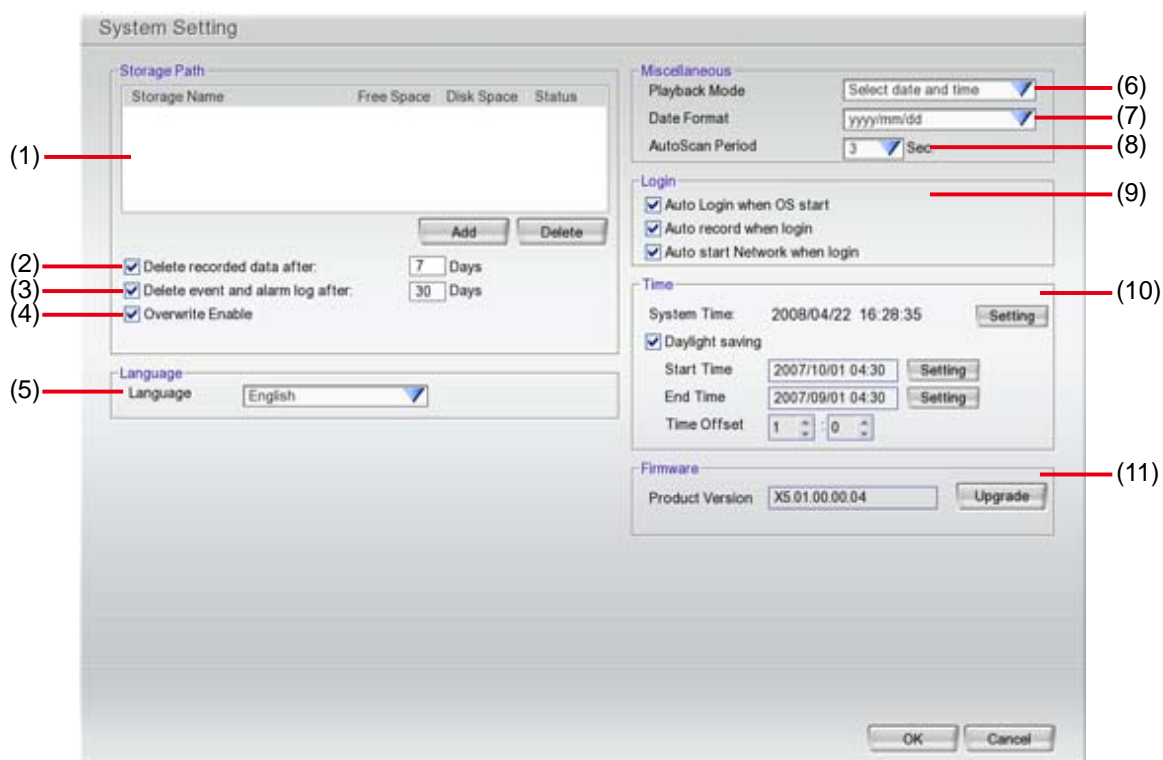 System Setting
Storage Path
Storage Name Free Space Disk Space Status
(1)
Add Delete
(2) Delete recorded data after: 7 Days
(3) Delete event and alarm log after: 30 Days
(4) Overwrite Enable
Language
(5) Language English
Miscellaneous
Playback Mode Select date and time (6)
Date Format yyyy/mm/dd (7)
AutoScan Period 3 Sec. (8)
Login (9)
Auto Login when OS start
Auto record when login
Auto start Network when login
Time (10)
System Time: 2008/04/22 16:28:35 Setting
Daylight saving
Start Time 2007/10/01 04:30 Setting
End Time 2007/09/01 04:30 Setting
Time Offset 1 : 0
Firmware (11)
Product Version X5.01.00.00.04 Upgrade
OK Cancel